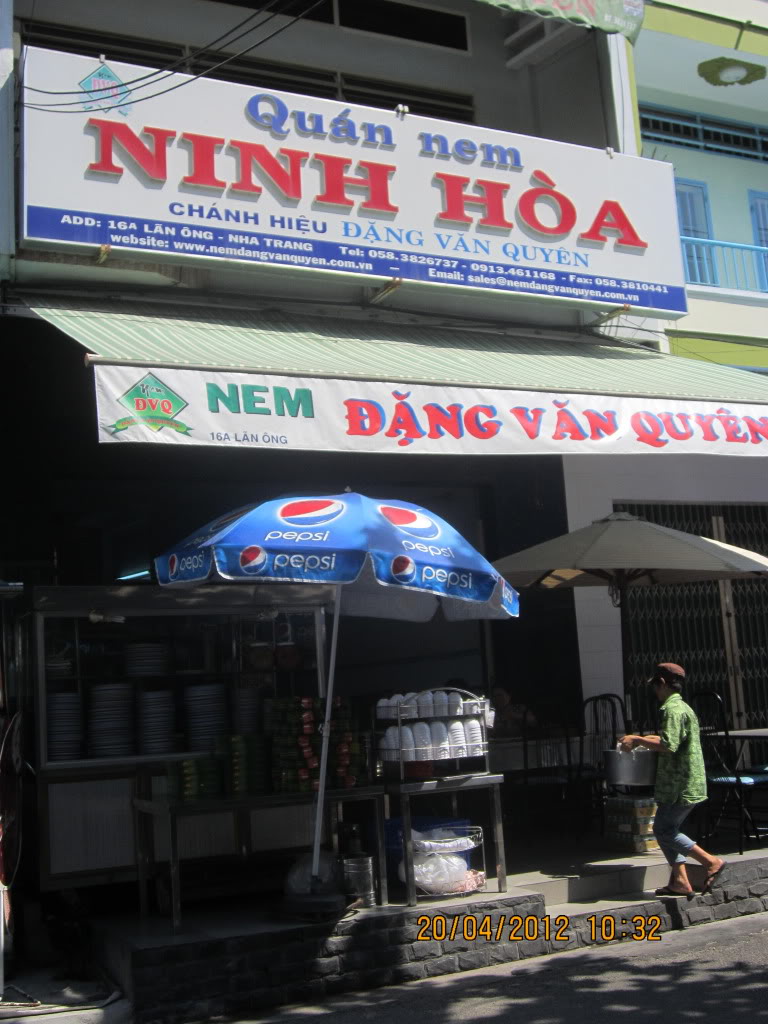 DVQ
Quán nem
NINH HÒA
CHÁNH HIỆU ĐẶNG VĂN QUYÊN
ADD: 16A LÃN ÔNG - NHA TRANG Tel: 058.3826737 - 0913.461168 - Fax: 058.3810441
website: www.nemdangvanquyen.com.vn – Email: sales@nemdangvanquyen.com.vn
DVQ
NEM
16A LÃN ÔNG
ĐẶNG VĂN QUYÊN
pepsi
pepsi
pepsi
pepsi
pepsi
20/04/2012 10:32